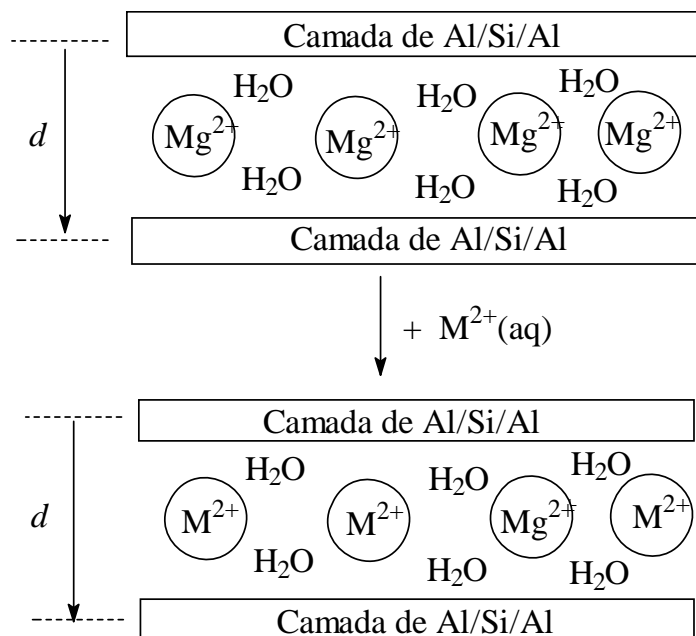 Camada de Al/Si/Al
H₂O H₂O H₂O
d Mg²⁺ Mg²⁺ Mg²⁺ Mg²⁺
H₂O H₂O H₂O
Camada de Al/Si/Al
+ M²⁺(aq)
Camada de Al/Si/Al
H₂O H₂O H₂O
d M²⁺ M²⁺ Mg²⁺ M²⁺
H₂O H₂O H₂O
Camada de Al/Si/Al